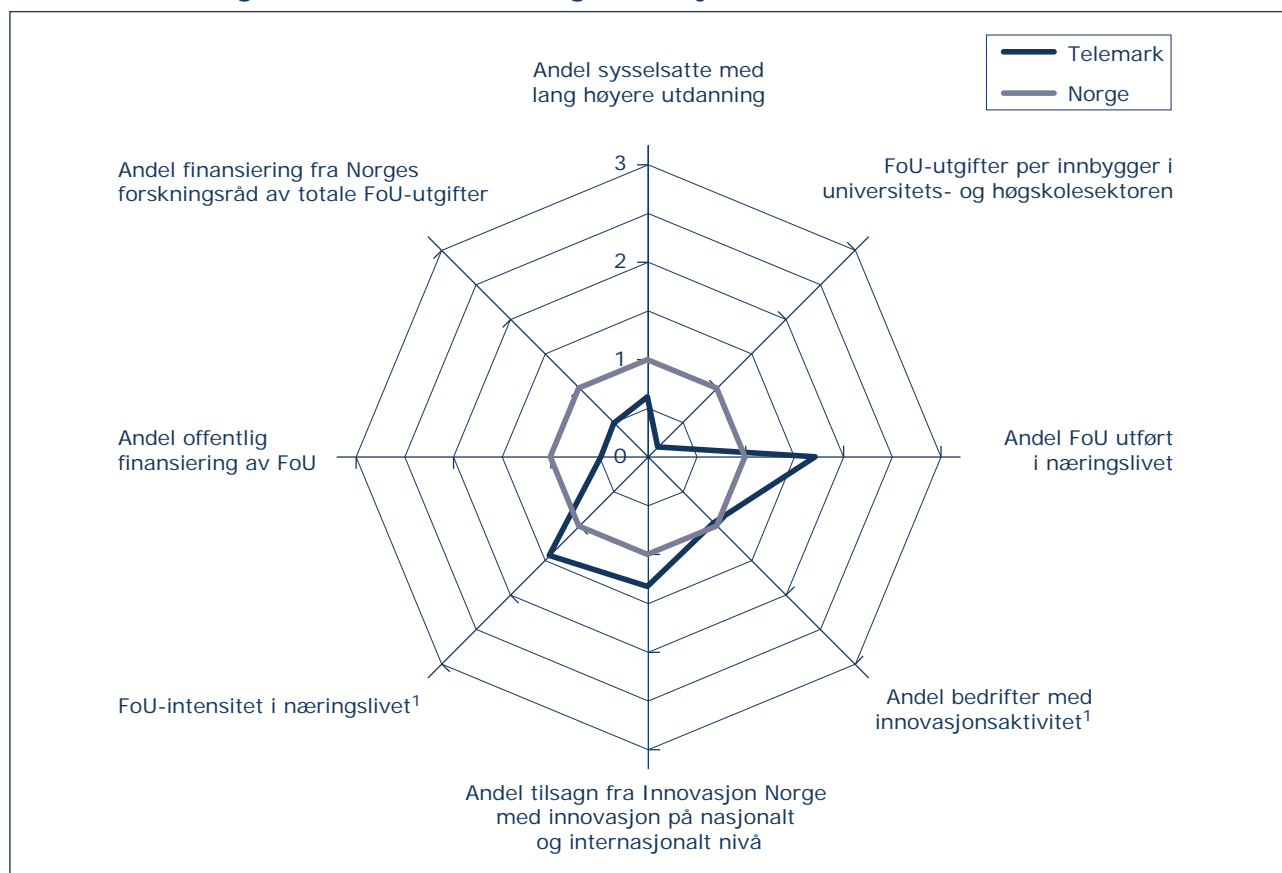 Telemark
Norge
Andel sysselsatte med
lang høyere utdanning
FoU-utgifter per innbygger i
universitets- og høgskolesektoren
Andel FoU utført
i næringslivet
Andel bedrifter med
innovasjonsaktivitet1
Andel tilsagn fra Innovasjon Norge
med innovasjon på nasjonalt
og internasjonalt nivå
FoU-intensitet i næringslivet1
Andel offentlig
finansiering av FoU
Andel finansiering fra Norges
forskningsråd av totale FoU-utgifter
3
2
1
0